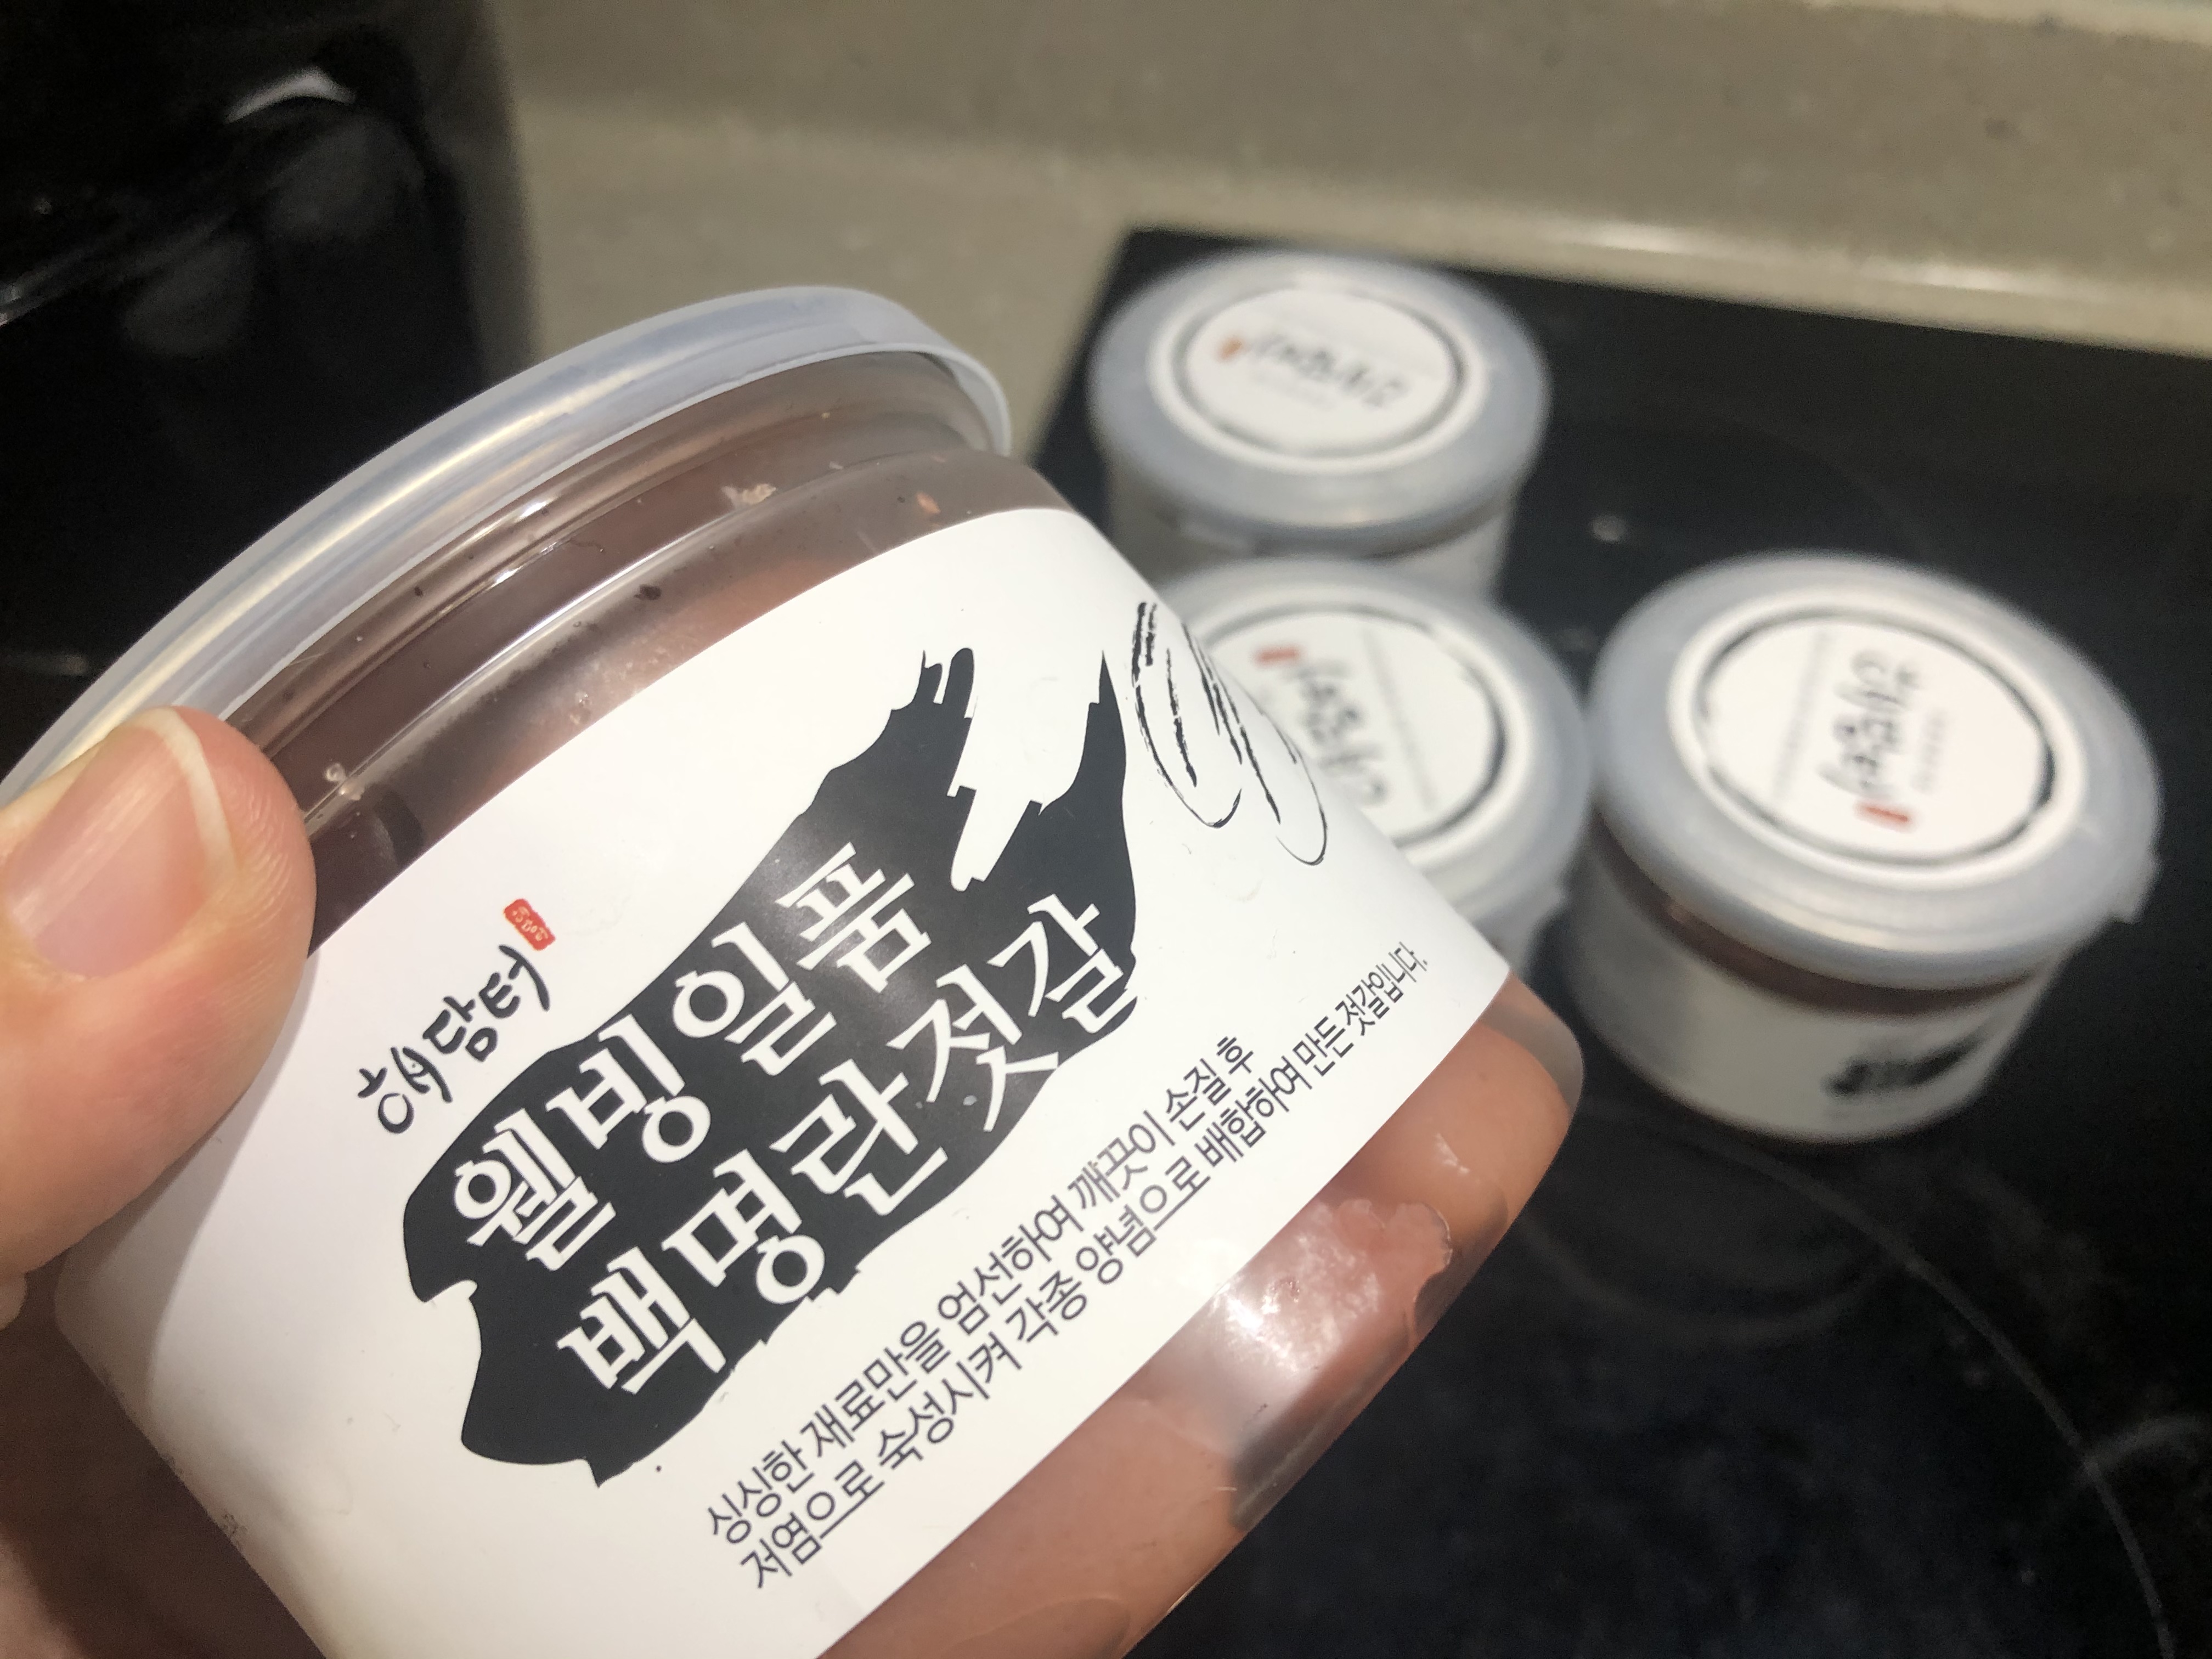 해담터
웰빙일품
백명란젓갈
싱싱한 재료만을 엄선하여 깨끗이 손질 후
저염으로 숙성시켜 각종 양념으로 배합하여 만든 젓갈입니다.